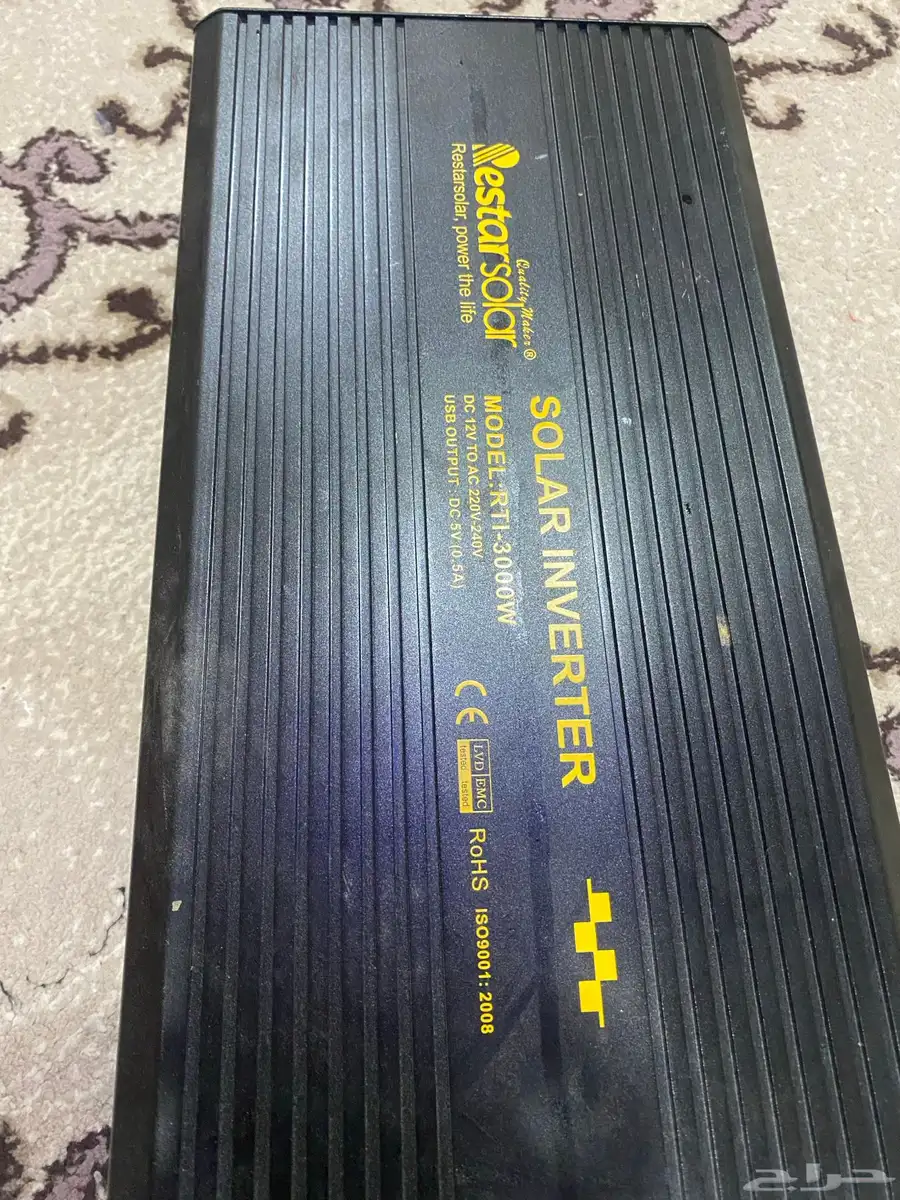 Quality Maker®
Restarsolar
Restarsolar, power the life
SOLAR INVERTER
MODEL:RTI-3000W
DC 12V TO AC 220V-240V
USB OUTPUT : DC 5V(0.5A)
CE
LVD EMC
tested tested
RoHS
ISO9001: 2008
حراج